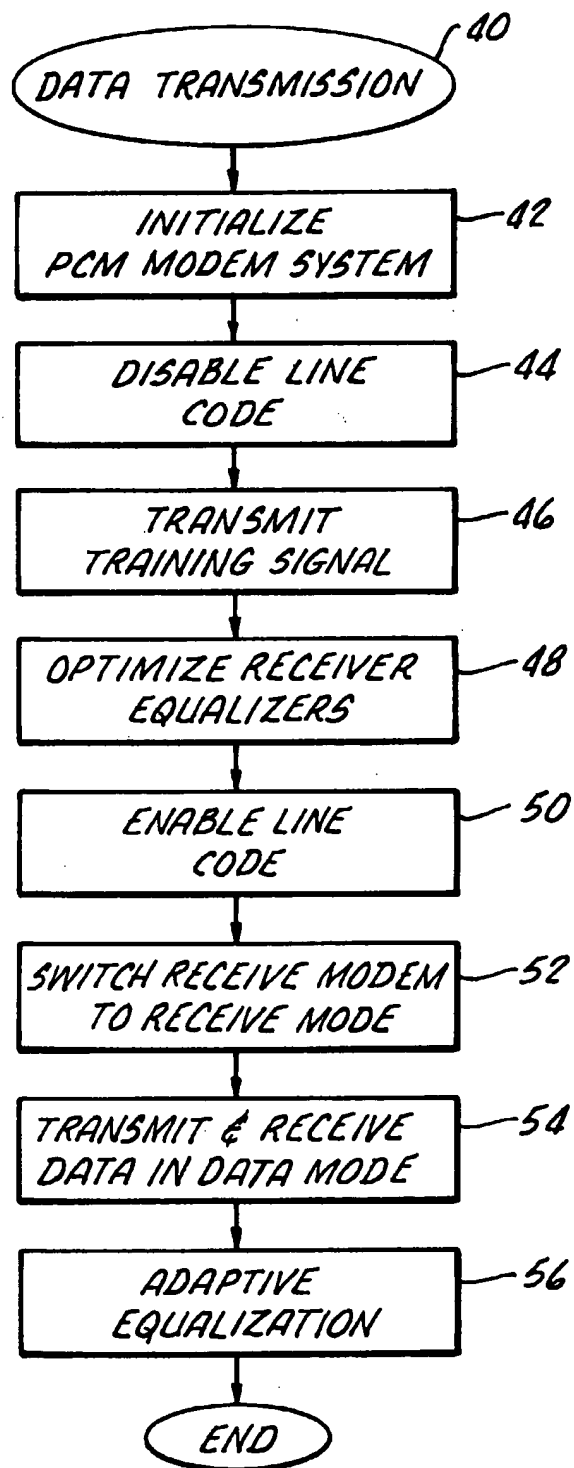 40
DATA TRANSMISSION
INITIALIZE
PCM MODEM SYSTEM
42
DISABLE LINE
CODE
44
TRANSMIT
TRAINING SIGNAL
46
OPTIMIZE RECEIVER
EQUALIZERS
48
ENABLE LINE
CODE
50
SWITCH RECEIVE MODEM
TO RECEIVE MODE
52
TRANSMIT & RECEIVE
DATA IN DATA MODE
54
ADAPTIVE
EQUALIZATION
56
END